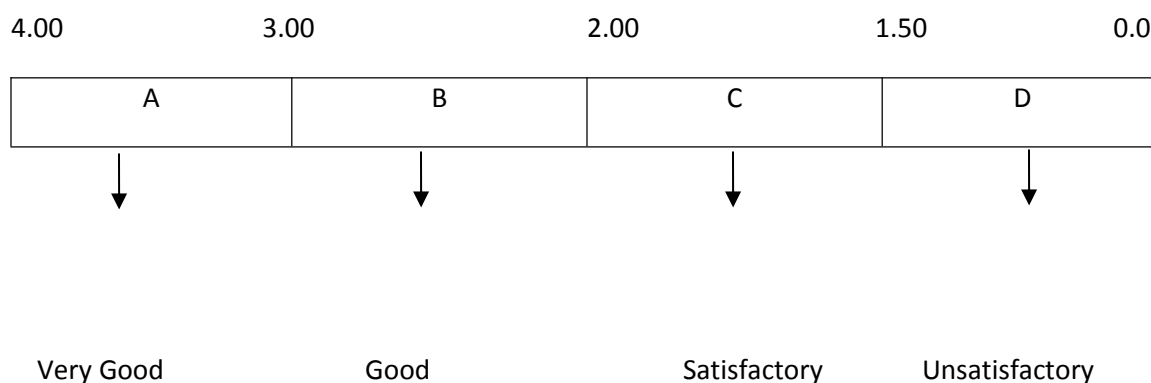 4.00 3.00 2.00 1.50 0.0
A B C D
Very Good Good Satisfactory Unsatisfactory